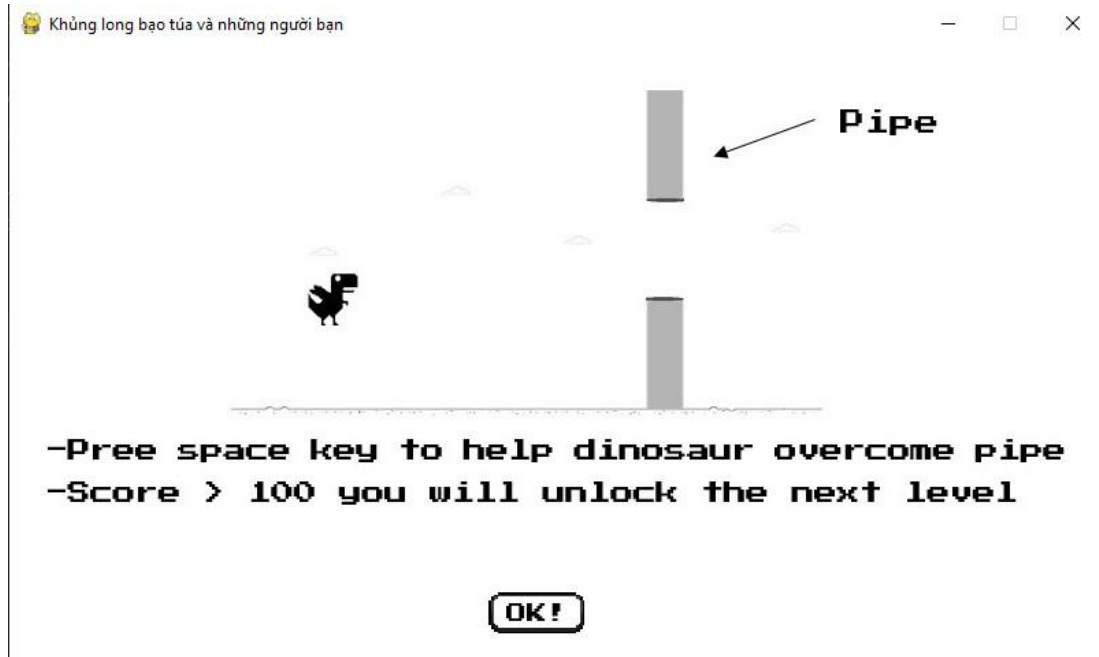 Khủng long bạo túa và những người bạn
Pipe
-Pree space key to help dinosaur overcome pipe
-Score > 100 you will unlock the next level
OK!